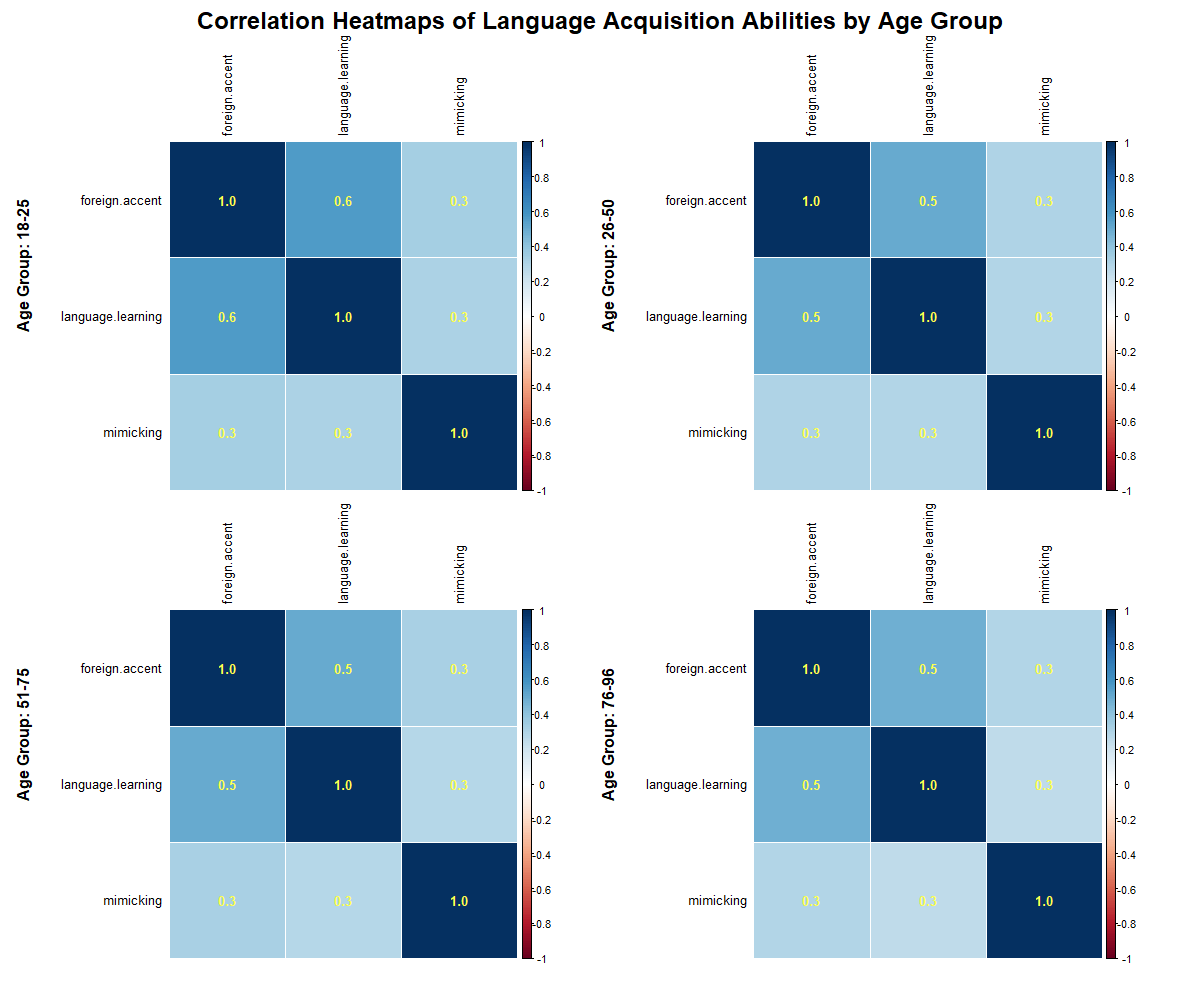 Correlation Heatmaps of Language Acquisition Abilities by Age Group
foreign.accent
language.learning
mimicking
Age Group: 18-25
foreign.accent
1.0
0.6
0.3
language.learning
0.6
1.0
0.3
mimicking
0.3
0.3
1.0
1
0.8
0.6
0.4
0.2
0
-0.2
-0.4
-0.6
-0.8
-1
foreign.accent
language.learning
mimicking
Age Group: 26-50
foreign.accent
1.0
0.5
0.3
language.learning
0.5
1.0
0.3
mimicking
0.3
0.3
1.0
1
0.8
0.6
0.4
0.2
0
-0.2
-0.4
-0.6
-0.8
-1
foreign.accent
language.learning
mimicking
Age Group: 51-75
foreign.accent
1.0
0.5
0.3
language.learning
0.5
1.0
0.3
mimicking
0.3
0.3
1.0
1
0.8
0.6
0.4
0.2
0
-0.2
-0.4
-0.6
-0.8
-1
foreign.accent
language.learning
mimicking
Age Group: 76-96
foreign.accent
1.0
0.5
0.3
language.learning
0.5
1.0
0.3
mimicking
0.3
0.3
1.0
1
0.8
0.6
0.4
0.2
0
-0.2
-0.4
-0.6
-0.8
-1